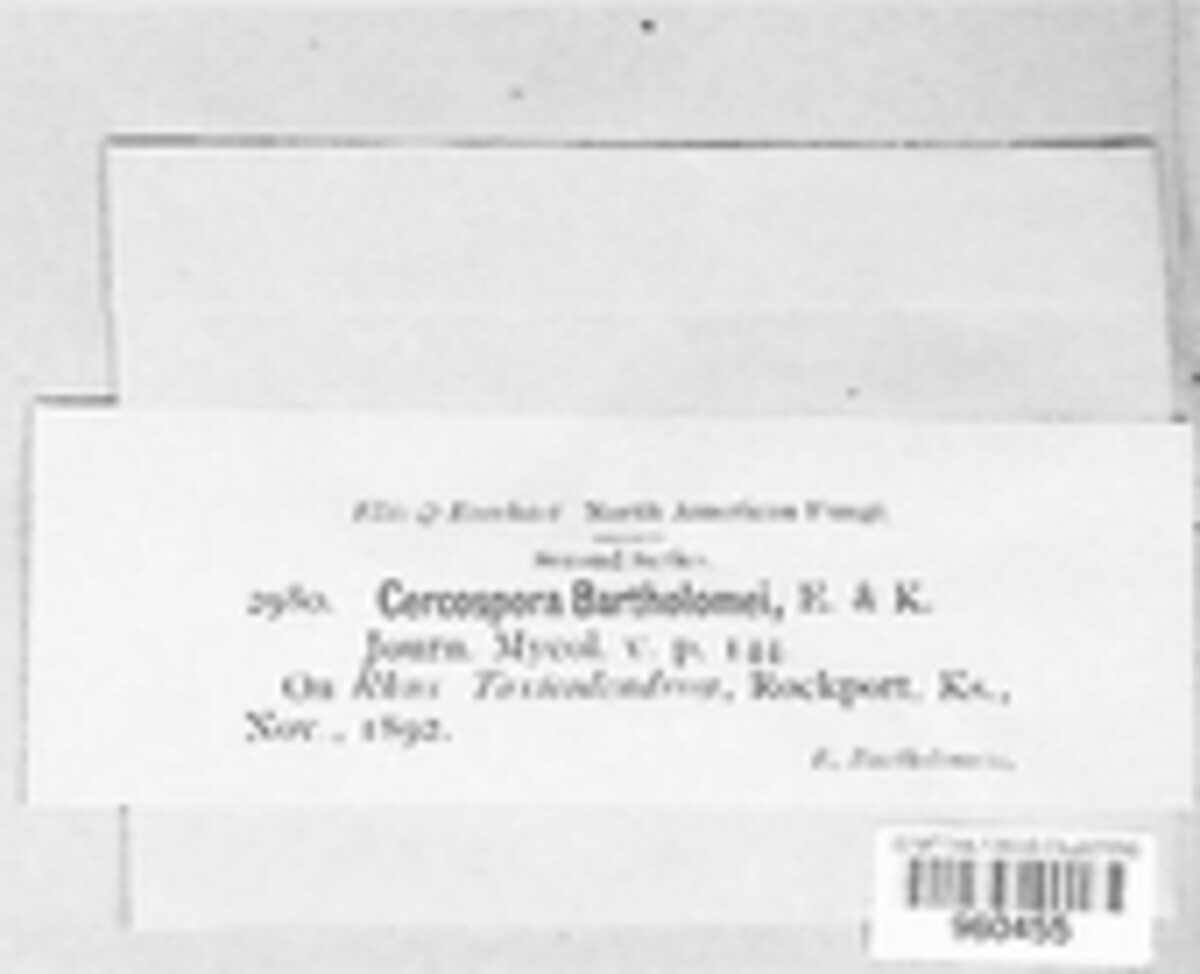 Ellis & Everhart North American Fungi.
Second Series.
2980. Cercospora Bartholomei, E. & K.
Journ. Mycol. v. p. 144
On Rhus Toxicodendron, Rockport, Ks.,
Nov., 1892.
E. Bartholomew.
960455